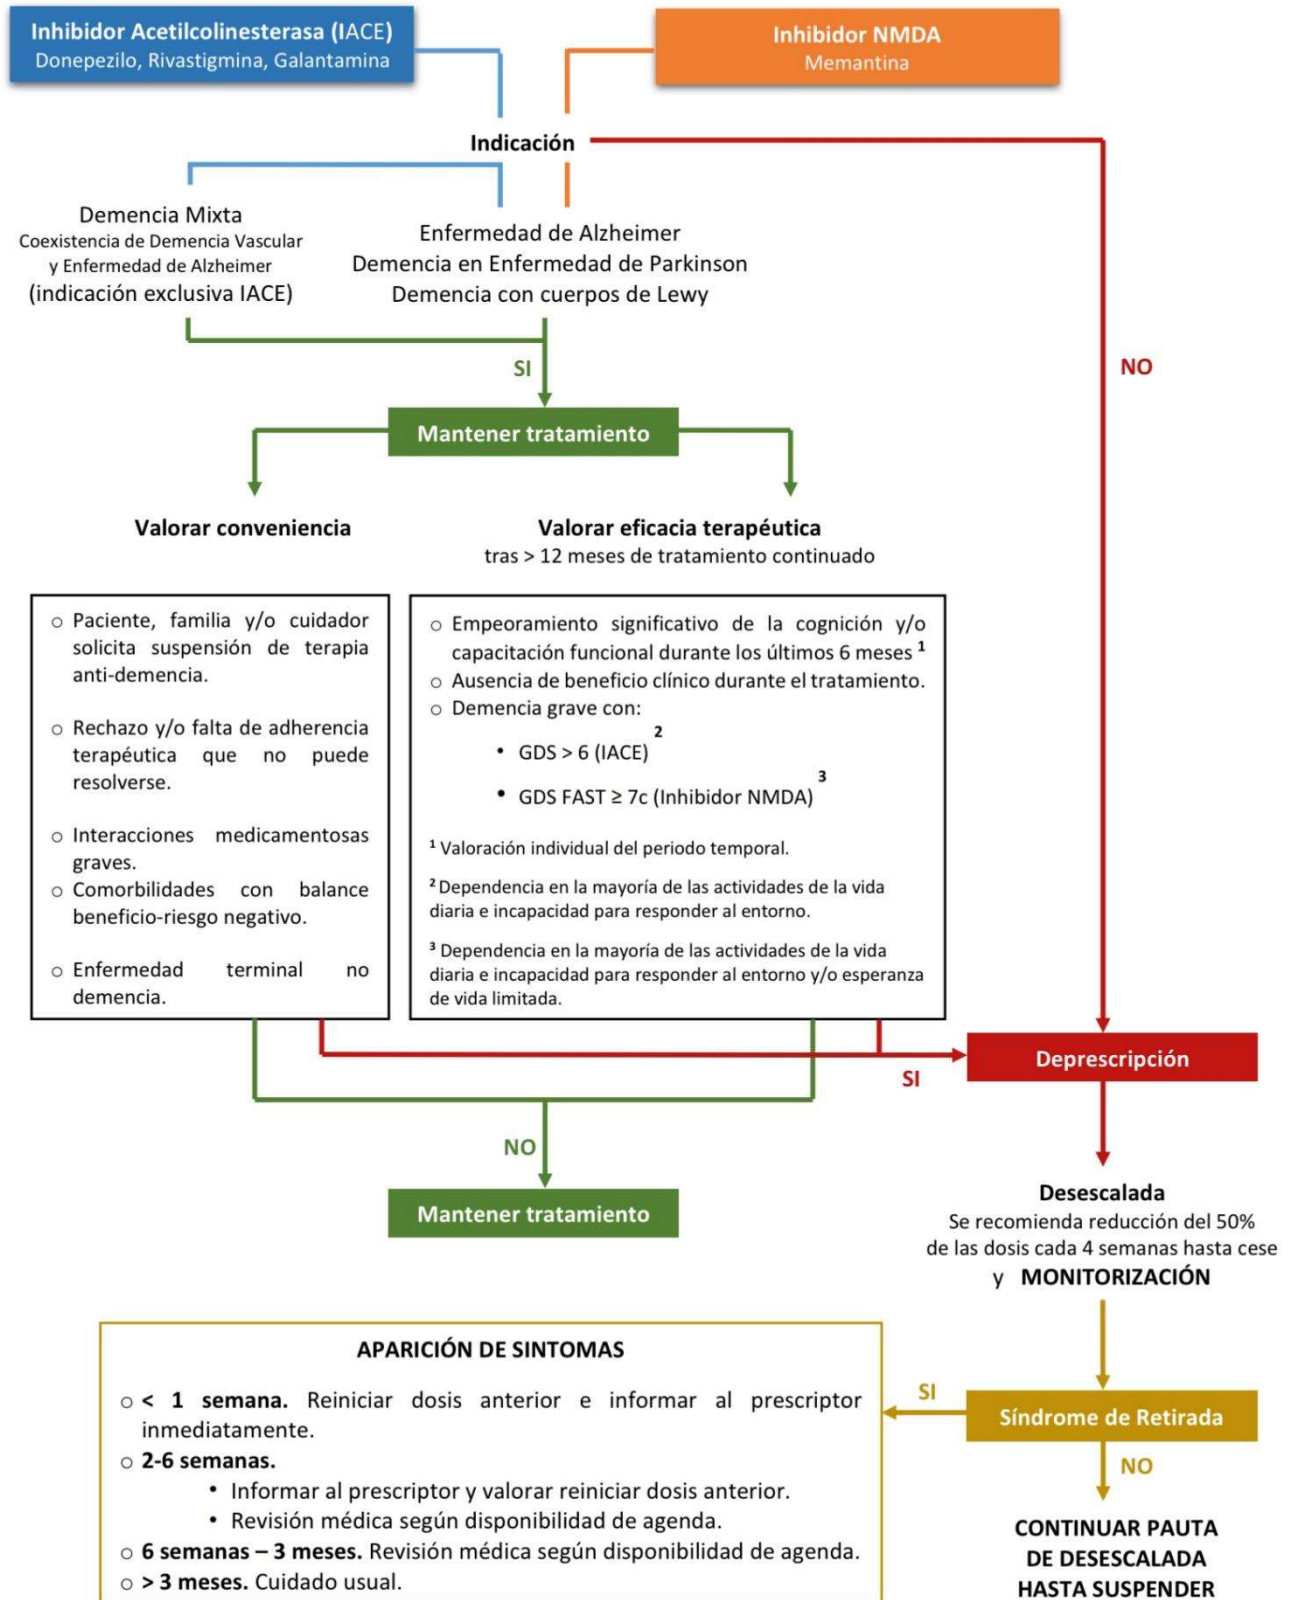 Inhibidor Acetilcolinesterasa (IACE)
Donepezilo, Rivastigmina, Galantamina
Inhibidor NMDA
Memantina
Indicación
Demencia Mixta
Coexistencia de Demencia Vascular
y Enfermedad de Alzheimer
(indicación exclusiva IACE)
Enfermedad de Alzheimer
Demencia en Enfermedad de Parkinson
Demencia con cuerpos de Lewy
SI
NO
Mantener tratamiento
Valorar conveniencia
Valorar eficacia terapéutica
tras > 12 meses de tratamiento continuado
○ Paciente, familia y/o cuidador
solicita suspensión de terapia
anti-demencia.
○ Rechazo y/o falta de adherencia
terapéutica que no puede
resolverse.
○ Interacciones medicamentosas
graves.
○ Comorbilidades con balance
beneficio-riesgo negativo.
○ Enfermedad terminal no
demencia.
○ Empeoramiento significativo de la cognición y/o
capacitación funcional durante los últimos 6 meses ¹
○ Ausencia de beneficio clínico durante el tratamiento.
○ Demencia grave con:
• GDS > 6 (IACE) ²
• GDS FAST ≥ 7c (Inhibidor NMDA) ³
¹ Valoración individual del periodo temporal.
² Dependencia en la mayoría de las actividades de la vida
diaria e incapacidad para responder al entorno.
³ Dependencia en la mayoría de las actividades de la vida
diaria e incapacidad para responder al entorno y/o esperanza
de vida limitada.
SI
Deprescripción
NO
Mantener tratamiento
Desescalada
Se recomienda reducción del 50%
de las dosis cada 4 semanas hasta cese
y MONITORIZACIÓN
APARICIÓN DE SINTOMAS
○ < 1 semana. Reiniciar dosis anterior e informar al prescriptor
inmediatamente.
○ 2-6 semanas.
• Informar al prescriptor y valorar reiniciar dosis anterior.
• Revisión médica según disponibilidad de agenda.
○ 6 semanas – 3 meses. Revisión médica según disponibilidad de agenda.
○ > 3 meses. Cuidado usual.
SI
Síndrome de Retirada
NO
CONTINUAR PAUTA
DE DESESCALADA
HASTA SUSPENDER